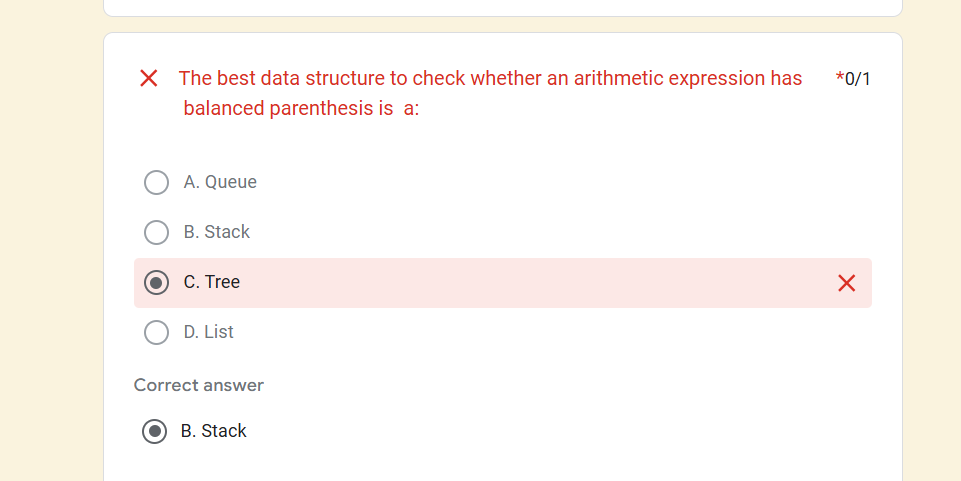 The best data structure to check whether an arithmetic expression has *0/1
balanced parenthesis is a:
A. Queue
B. Stack
C. Tree
D. List
Correct answer
B. Stack